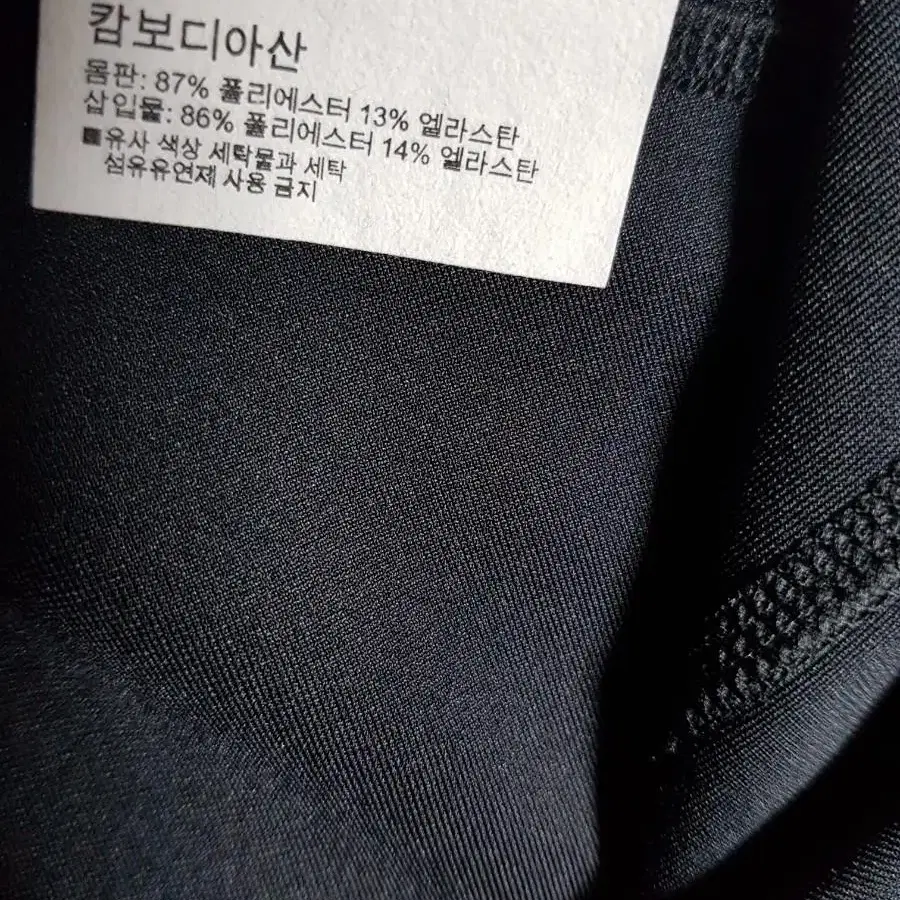 캄보디아산
몸판: 87% 폴리에스터 13% 엘라스탄
삽입물: 86% 폴리에스터 14% 엘라스탄
■유사 색상 세탁물과 세탁
섬유유연제 사용 금지